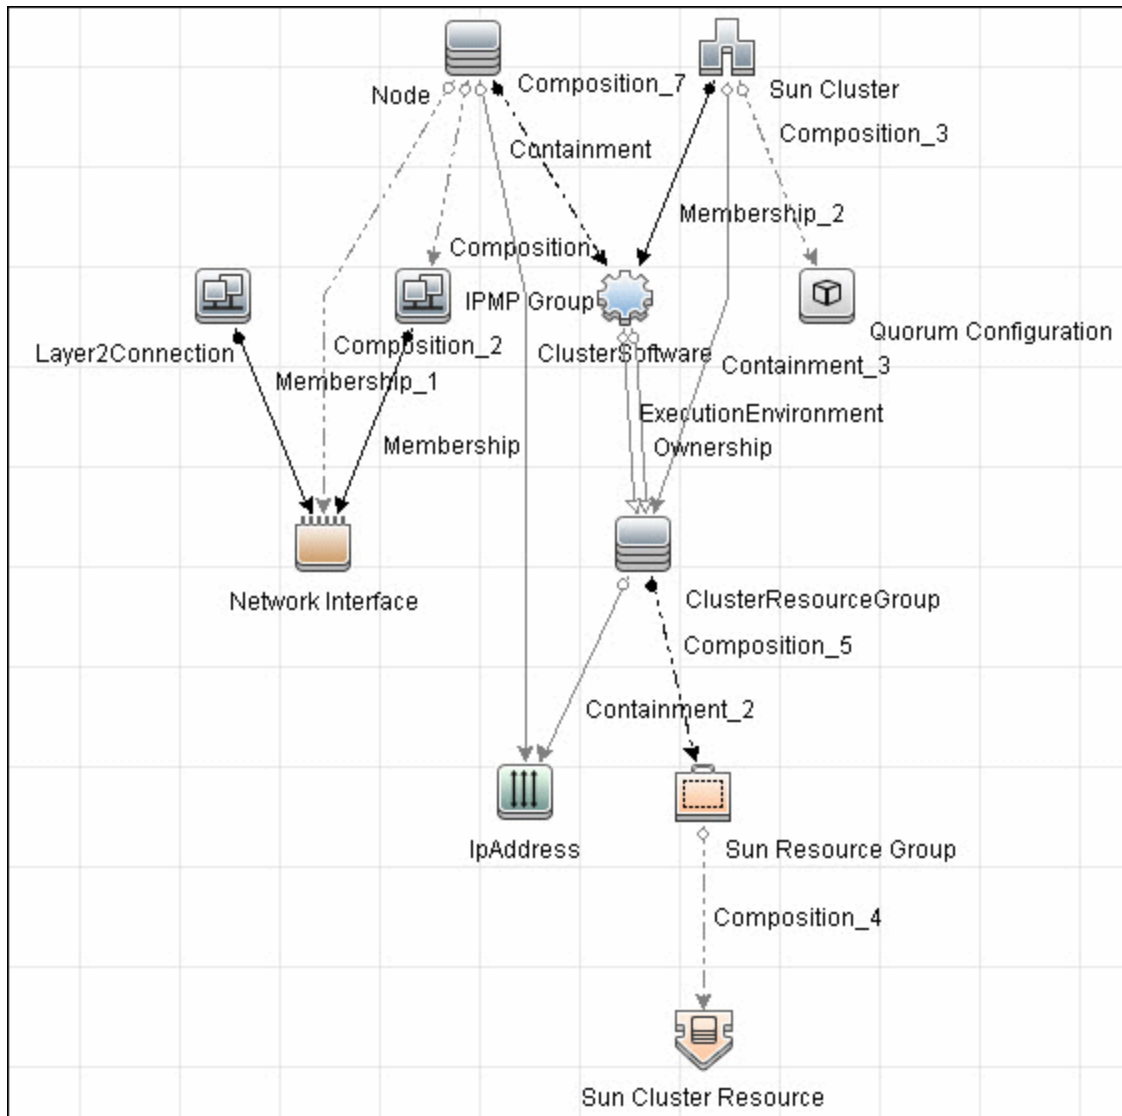 Composition_7
Node
Sun Cluster
Composition_3
Containment
Membership_2
Composition
IPMP Group
Quorum Configuration
Layer2Connection
Composition_2
ClusterSoftware
Containment_3
Membership_1
ExecutionEnvironment
Membership
Ownership
Network Interface
ClusterResourceGroup
Composition_5
Containment_2
IpAddress
Sun Resource Group
Composition_4
Sun Cluster Resource